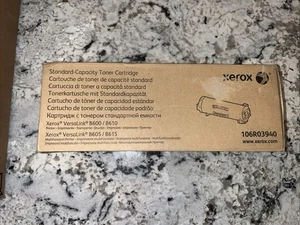 Standard-Capacity Toner Cartridge
Cartouche de toner de capacité standard
Cartuccia di toner a capacità standard
Tonerkartusche mit Standardkapazität
Cartucho de tóner de capacidad estándar
Cartucho de toner de capacidade padrão
Картридж с тонером стандартной емкости
Xerox® VersaLink® B600 / B610
Xerox® VersaLink® B605 / B615
xerox
106R03940
www.xerox.com